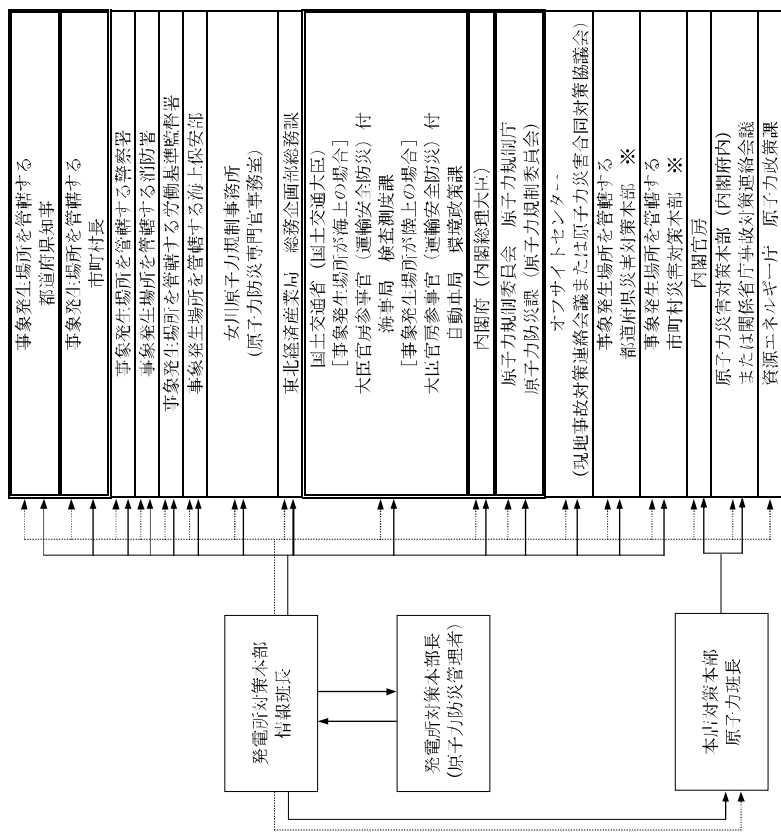 事象発生場所を管轄する
都道府県知事
事象発生場所を管轄する
市町村長
事象発生場所を管轄する警察署
事象発生場所を管轄する消防署
事象発生場所を管轄する労働基準監督署
事象発生場所を管轄する海上保安部
女川原子力規制事務所
(原子力防災専門官事務室)
東北経済産業局 総務企画部総務課
国土交通省（国土交通大臣）
[事象発生場所が海上の場合]
大臣官房参事官（運輸安全防災）付
海事局 検査測度課
[事象発生場所が陸上の場合]
大臣官房参事官（運輸安全防災）付
自動車局 環境政策課
内閣府（内閣総理大臣）
原子力規制委員会 原子力規制庁
原子力防災課（原子力規制委員会）
オフサイトセンター
(現地事故対策連絡会議または原子力災害合同対策協議会)
事象発生場所を管轄する
都道府県災害対策本部 ※
事象発生場所を管轄する
市町村災害対策本部 ※
内閣官房
原子力災害対策本部（内閣府内）
または関係省庁事故対策連絡会議
資源エネルギー庁 原子力政策課
発電所対策本部
情報班長
発電所対策本部長
(原子力防災管理者)
本店対策本部
原子力班長